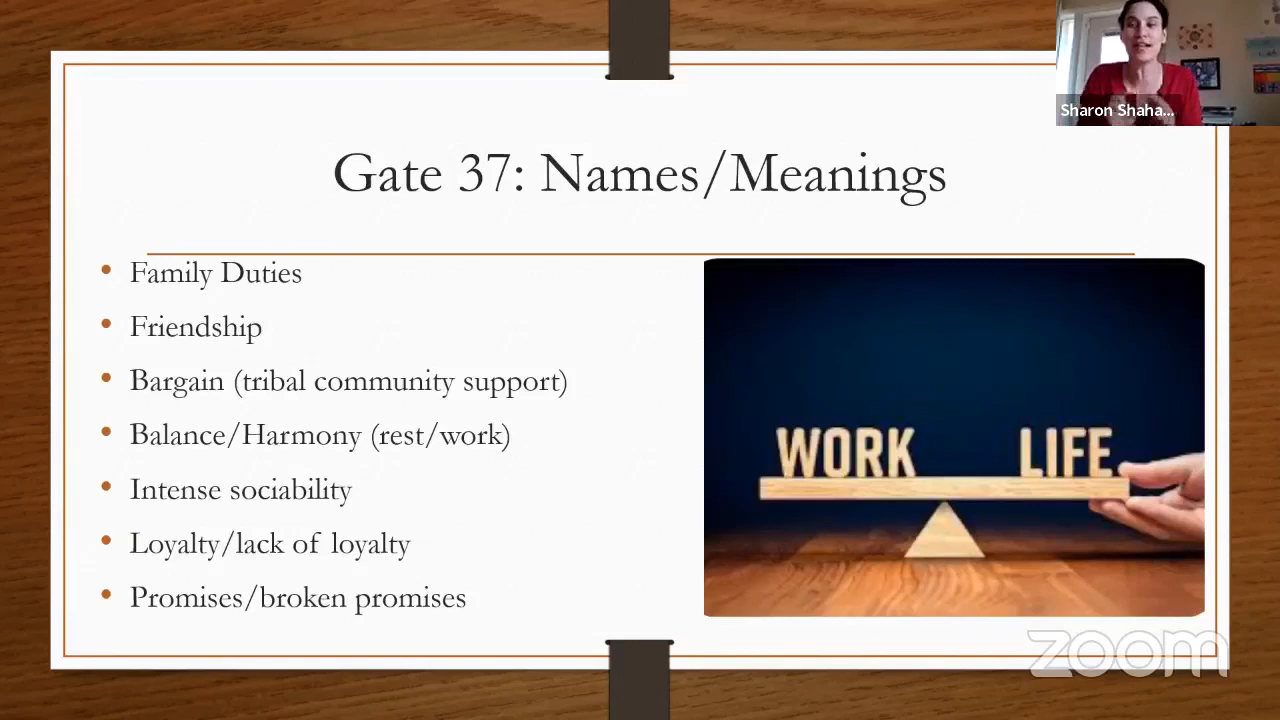 Sharon Shaha...
Gate 37: Names/Meanings
• Family Duties
• Friendship
• Bargain (tribal community support)
• Balance/Harmony (rest/work)
• Intense sociability
• Loyalty/lack of loyalty
• Promises/broken promises
WORK LIFE
zoom